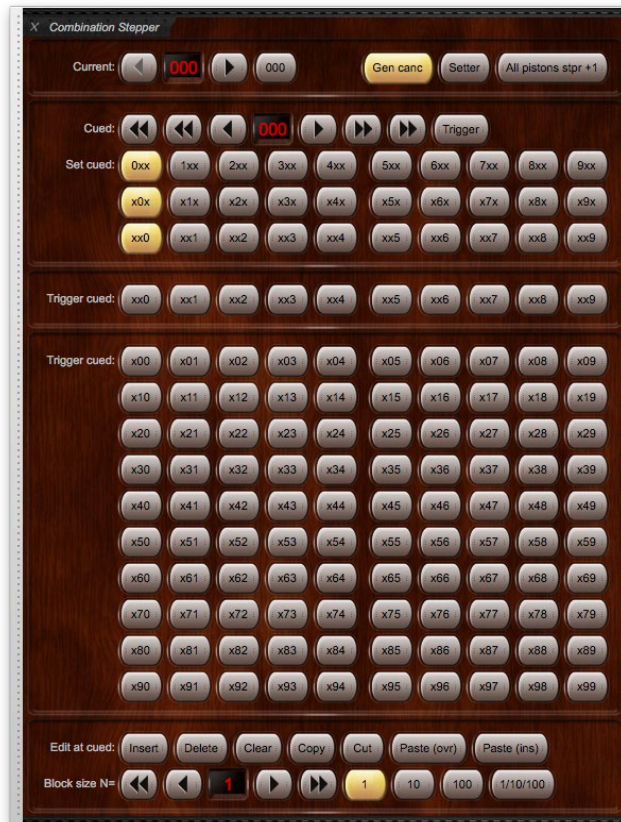 X Combination Stepper
Current: 000 000 Gen canc Setter All pistons stpr +1
Cued: 000 Trigger
Set cued: 0xx 1xx 2xx 3xx 4xx 5xx 6xx 7xx 8xx 9xx
x0x x1x x2x x3x x4x x5x x6x x7x x8x x9x
xx0 xx1 xx2 xx3 xx4 xx5 xx6 xx7 xx8 xx9
Trigger cued: xx0 xx1 xx2 xx3 xx4 xx5 xx6 xx7 xx8 xx9
Trigger cued: x00 x01 x02 x03 x04 x05 x06 x07 x08 x09
x10 x11 x12 x13 x14 x15 x16 x17 x18 x19
x20 x21 x22 x23 x24 x25 x26 x27 x28 x29
x30 x31 x32 x33 x34 x35 x36 x37 x38 x39
x40 x41 x42 x43 x44 x45 x46 x47 x48 x49
x50 x51 x52 x53 x54 x55 x56 x57 x58 x59
x60 x61 x62 x63 x64 x65 x66 x67 x68 x69
x70 x71 x72 x73 x74 x75 x76 x77 x78 x79
x80 x81 x82 x83 x84 x85 x86 x87 x88 x89
x90 x91 x92 x93 x94 x95 x96 x97 x98 x99
Edit at cued: Insert Delete Clear Copy Cut Paste (ovr) Paste (ins)
Block size N= 1 1 10 100 1/10/100